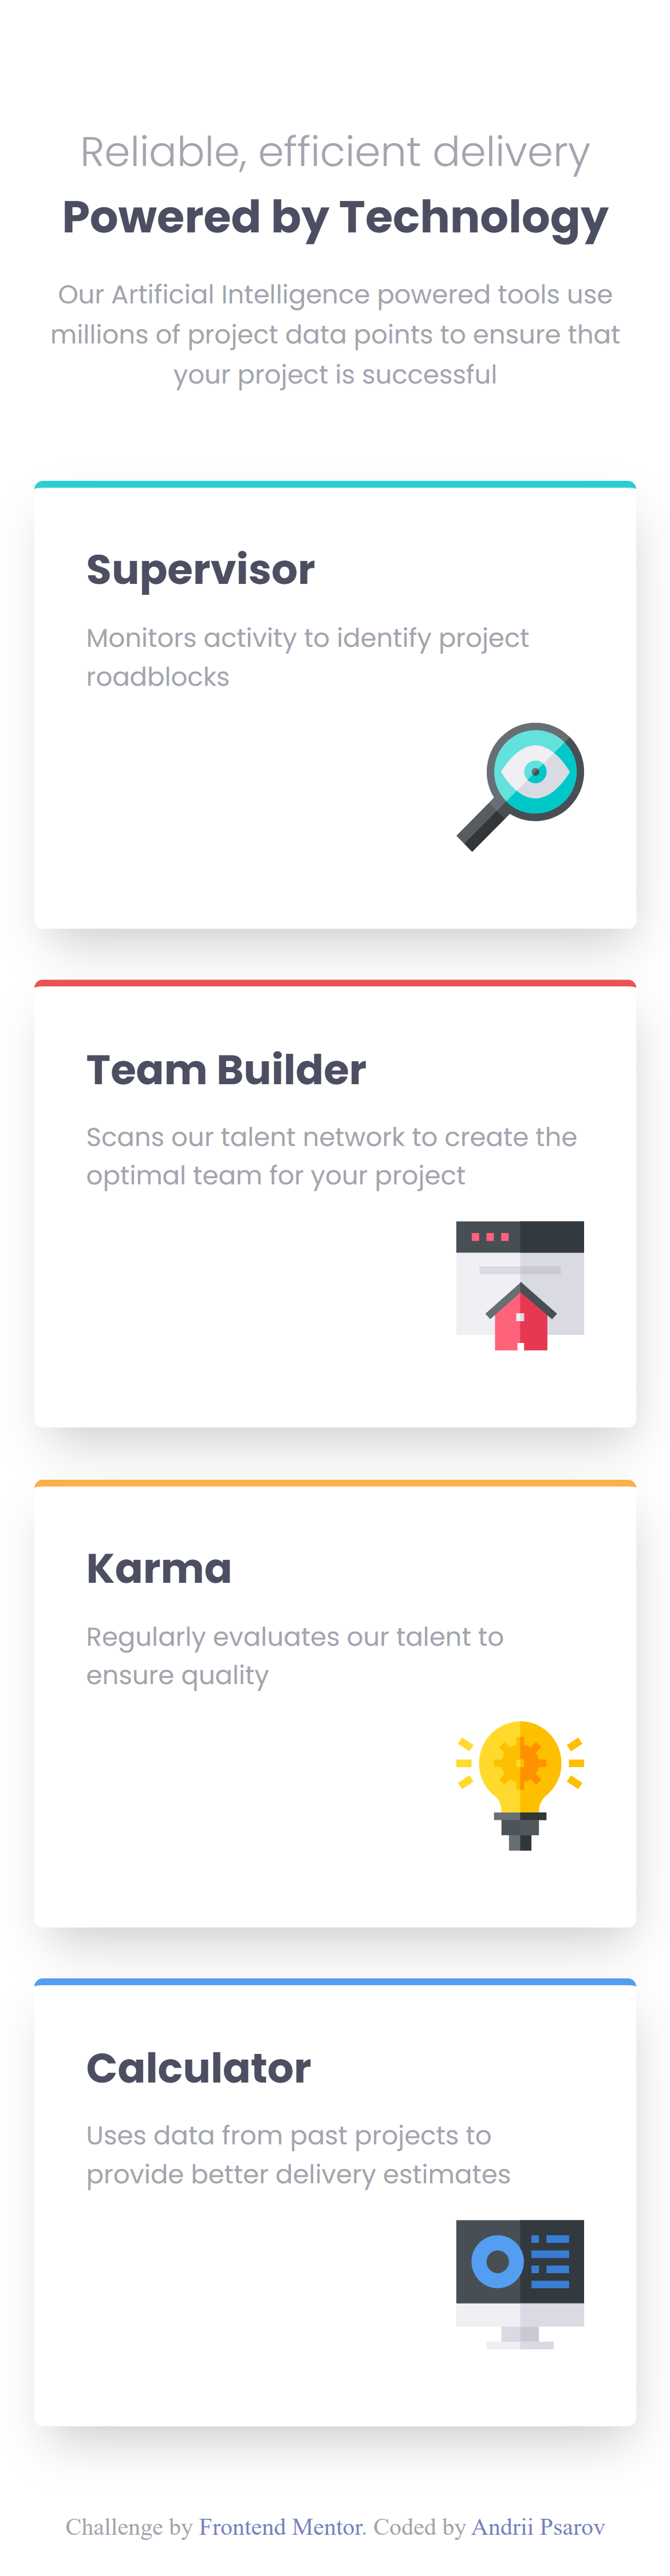 Reliable, efficient delivery
Powered by Technology
Our Artificial Intelligence powered tools use
millions of project data points to ensure that
your project is successful
Supervisor
Monitors activity to identify project
roadblocks
Team Builder
Scans our talent network to create the
optimal team for your project
Karma
Regularly evaluates our talent to
ensure quality
Calculator
Uses data from past projects to
provide better delivery estimates
Challenge by Frontend Mentor. Coded by Andrii Psarov